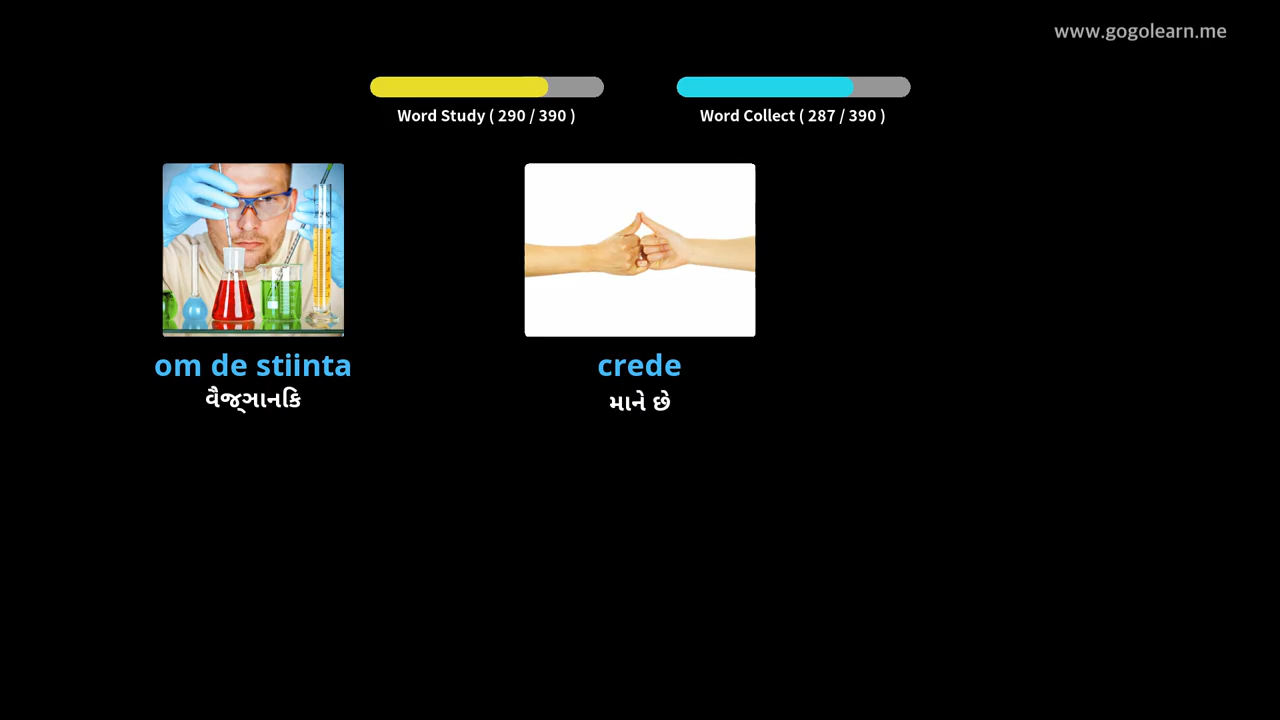 www.gogolearn.me
Word Study ( 290 / 390 )
Word Collect ( 287 / 390 )
om de stiinta
વૈજ્ઞાનિક
crede
માને છે